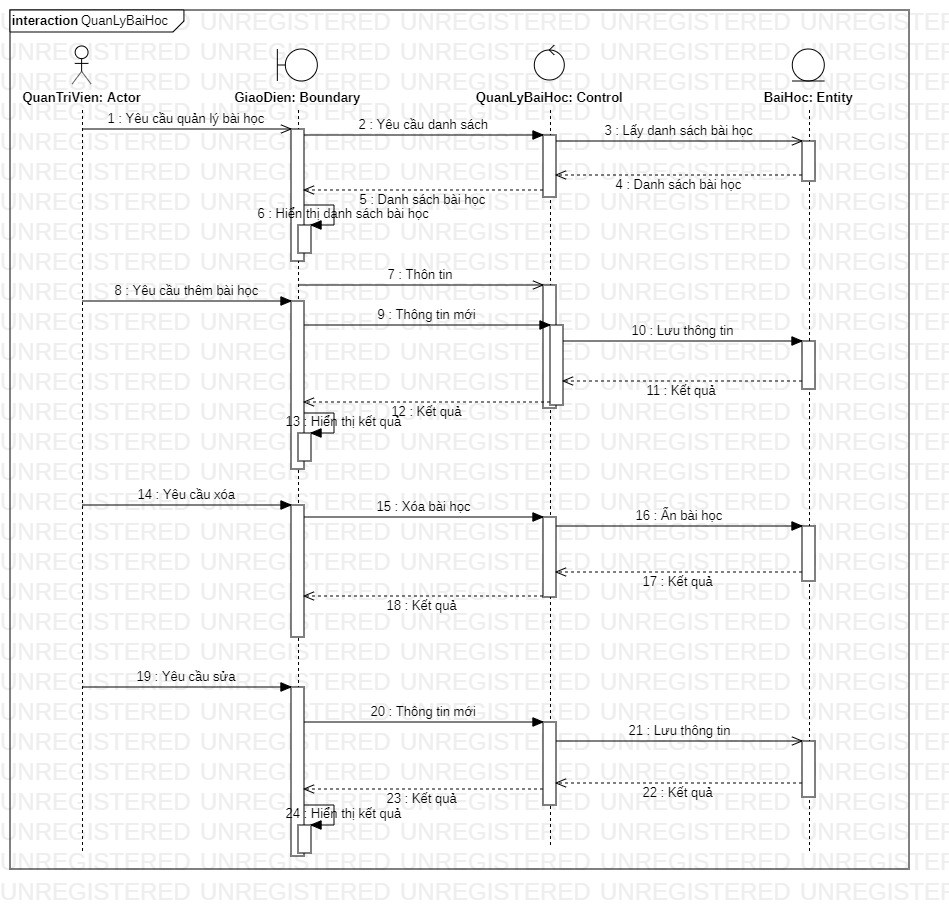 interaction QuanLyBaiHoc
QuanTriVien: Actor
GiaoDien: Boundary
QuanLyBaiHoc: Control
BaiHoc: Entity
1 : Yêu cầu quản lý bài học
2 : Yêu cầu danh sách
3 : Lấy danh sách bài học
4 : Danh sách bài học
5 : Danh sách bài học
6 : Hiển thị danh sách bài học
7 : Thôn tin
8 : Yêu cầu thêm bài học
9 : Thông tin mới
10 : Lưu thông tin
11 : Kết quả
12 : Kết quả
13 : Hiển thị kết quả
14 : Yêu cầu xóa
15 : Xóa bài học
16 : Ẩn bài học
17 : Kết quả
18 : Kết quả
19 : Yêu cầu sửa
20 : Thông tin mới
21 : Lưu thông tin
22 : Kết quả
23 : Kết quả
24 : Hiển thị kết quả
UNREGISTERED